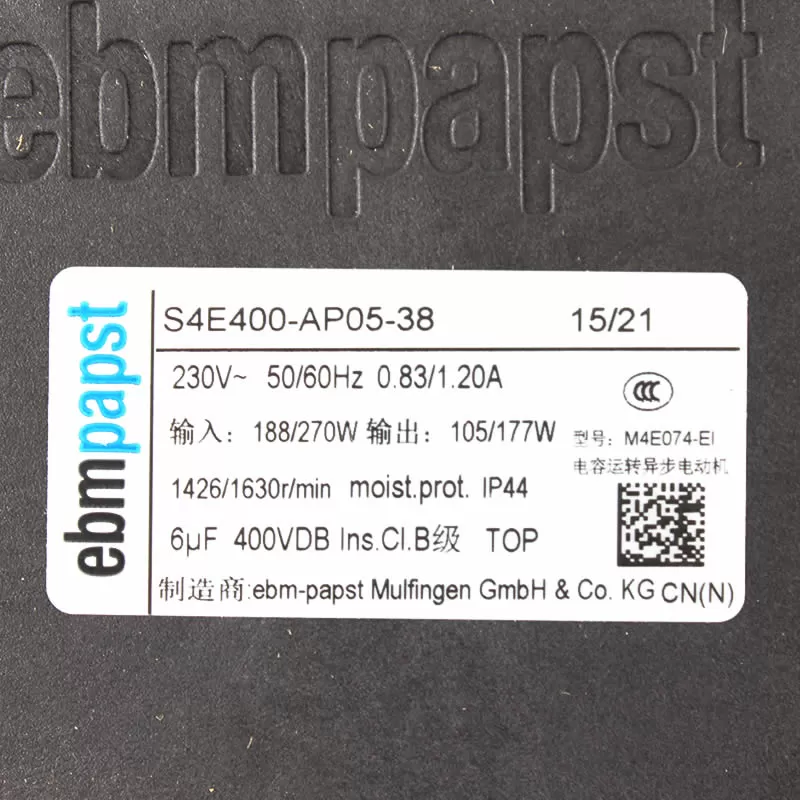 ebmpapst
ebmpapst
S4E400-AP05-38 15/21
230V~ 50/60Hz 0.83/1.20A
CCC
输入: 188/270W 输出: 105/177W
型号: M4E074-EI
电容运转异步电动机
1426/1630r/min moist.prot. IP44
6µF 400VDB Ins.Cl.B级 TOP
制造商:ebm-papst Mulfingen GmbH & Co. KG CN(N)